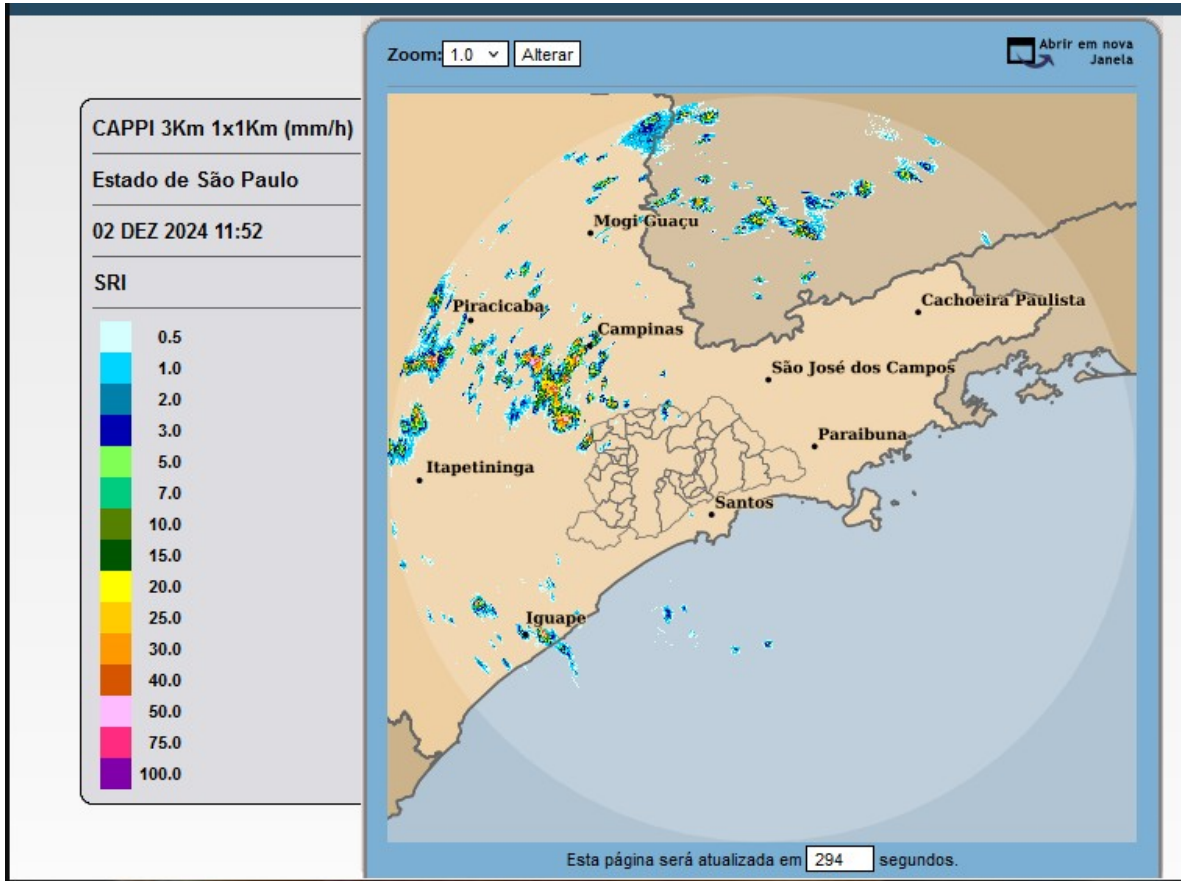 Zoom: 1.0 Alterar
Abrir em nova
Janela
CAPPI 3Km 1x1Km (mm/h)
Estado de São Paulo
02 DEZ 2024 11:52
SRI
0.5
1.0
2.0
3.0
5.0
7.0
10.0
15.0
20.0
25.0
30.0
40.0
50.0
75.0
100.0
Mogi Guaçu
Piracicaba
Campinas
Cachoeira Paulista
São José dos Campos
Paraibuna
Itapetininga
Santos
Iguape
Esta página será atualizada em 294 segundos.